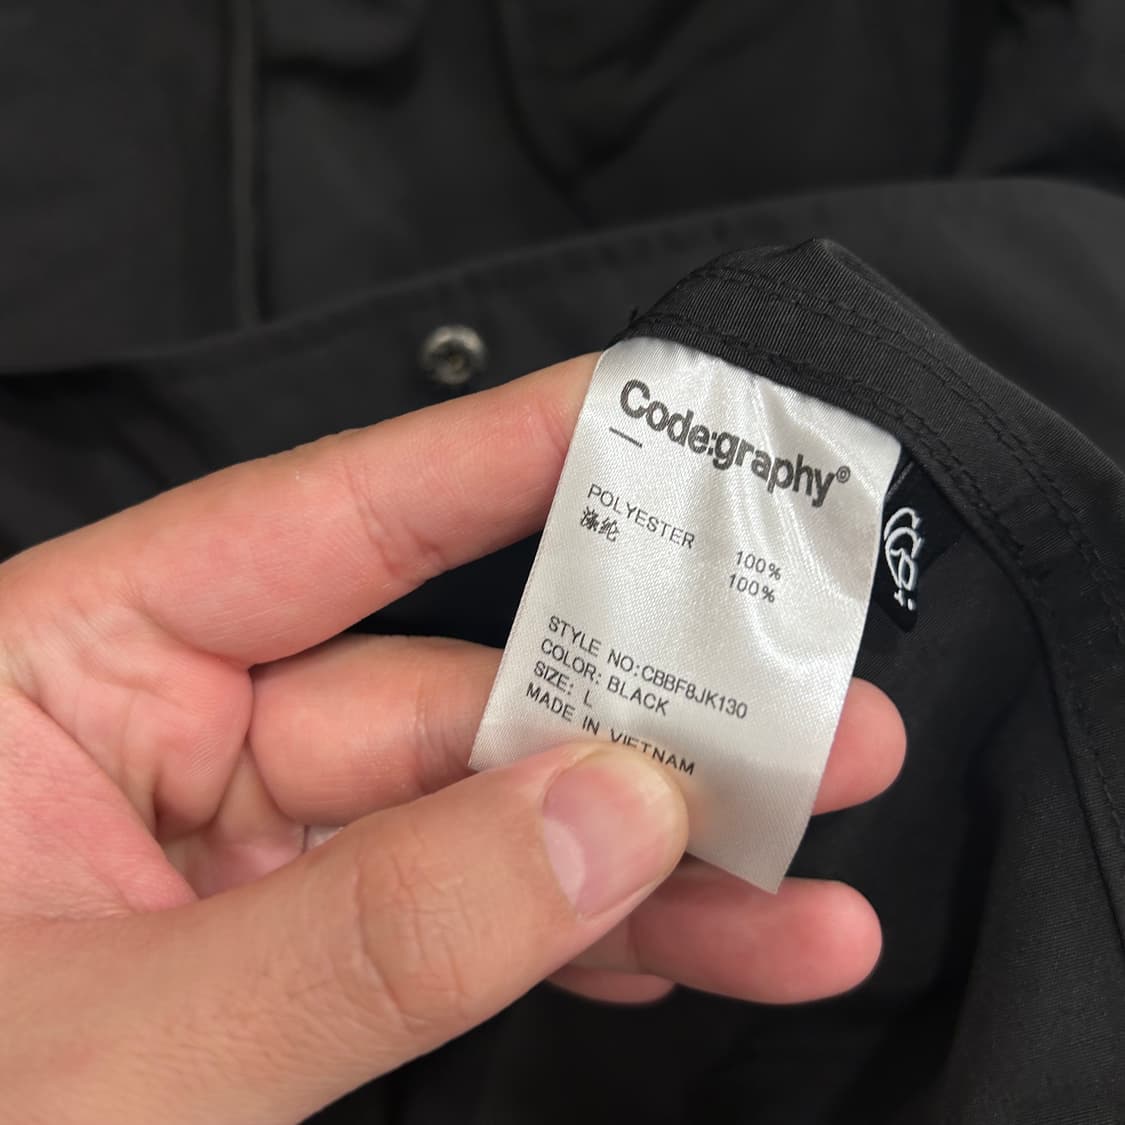 Code:graphy©
POLYESTER 100%
涤纶 100%
STYLE NO:CBBF8JK130
COLOR: BLACK
SIZE: L
MADE IN VIETNAM